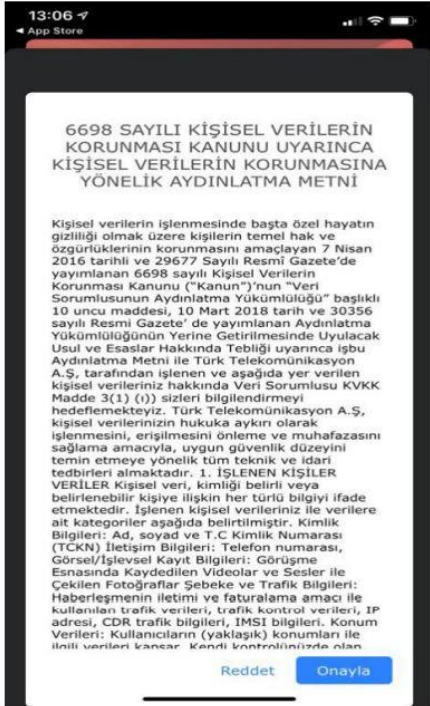 13:06
◀ App Store
6698 SAYILI KİŞİSEL VERİLERİN
KORUNMASI KANUNU UYARINCA
KİŞİSEL VERİLERİN KORUNMASINA
YÖNELİK AYDINLATMA METNİ
Kişisel verilerin işlenmesinde başta özel hayatın
gizliliği olmak üzere kişilerin temel hak ve
özgürlüklerinin korunmasını amaçlayan 7 Nisan
2016 tarihli ve 29677 Sayılı Resmî Gazete’de
yayımlanan 6698 sayılı Kişisel Verilerin
Korunması Kanunu (“Kanun”)’nun “Veri
Sorumlusunun Aydınlatma Yükümlülüğü” başlıklı
10 uncu maddesi, 10 Mart 2018 tarih ve 30356
sayılı Resmi Gazete’ de yayımlanan Aydınlatma
Yükümlülüğünün Yerine Getirilmesinde Uyulacak
Usul ve Esaslar Hakkında Tebliği uyarınca işbu
Aydınlatma Metni ile Türk Telekomünikasyon
A.Ş, tarafından işlenen ve aşağıda yer verilen
kişisel verileriniz hakkında Veri Sorumlusu KVKK
Madde 3(1) (ı)) sizleri bilgilendirmeyi
hedeflemekteyiz. Türk Telekomünikasyon A.Ş,
kişisel verilerinizin hukuka aykırı olarak
işlenmesini, erişilmesini önleme ve muhafazasını
sağlama amacıyla, uygun güvenlik düzeyini
temin etmeye yönelik tüm teknik ve idari
tedbirleri almaktadır. 1. İŞLENEN KİŞİLER
VERİLER Kişisel veri, kimliği belirli veya
belirlenebilir kişiye ilişkin her türlü bilgiyi ifade
etmektedir. İşlenen kişisel verileriniz ile verilere
ait kategoriler aşağıda belirtilmiştir. Kimlik
Bilgileri: Ad, soyad ve T.C Kimlik Numarası
(TCKN) İletişim Bilgileri: Telefon numarası,
Görsel/İşlevsel Kayıt Bilgileri: Görüşme
Esnasında Kaydedilen Videolar ve Sesler ile
Çekilen Fotoğraflar Şebeke ve Trafik Bilgileri:
Haberleşmenin iletimi ve faturalama amacı ile
kullanılan trafik verileri, trafik kontrol verileri, IP
adresi, CDR trafik bilgileri, IMSI bilgileri. Konum
Verileri: Kullanıcıların (yaklaşık) konumları ile
ilgili verileri kapsar. Kendi kontrolünüzde olan
Reddet
Onayla